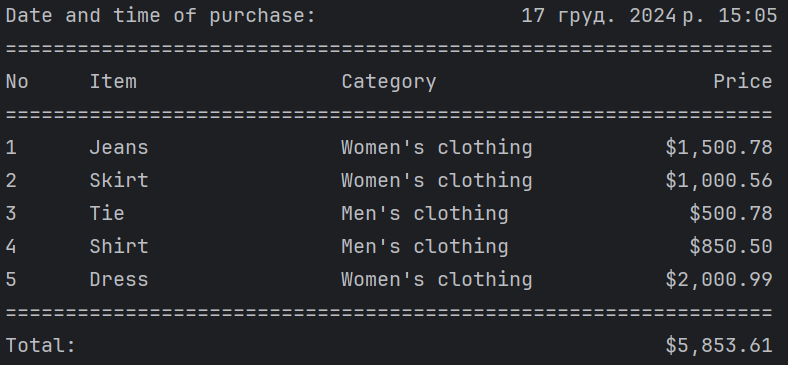 Date and time of purchase: 17 груд. 2024 р. 15:05
================================================================
No Item Category Price
================================================================
1 Jeans Women's clothing $1,500.78
2 Skirt Women's clothing $1,000.56
3 Tie Men's clothing $500.78
4 Shirt Men's clothing $850.50
5 Dress Women's clothing $2,000.99
================================================================
Total: $5,853.61